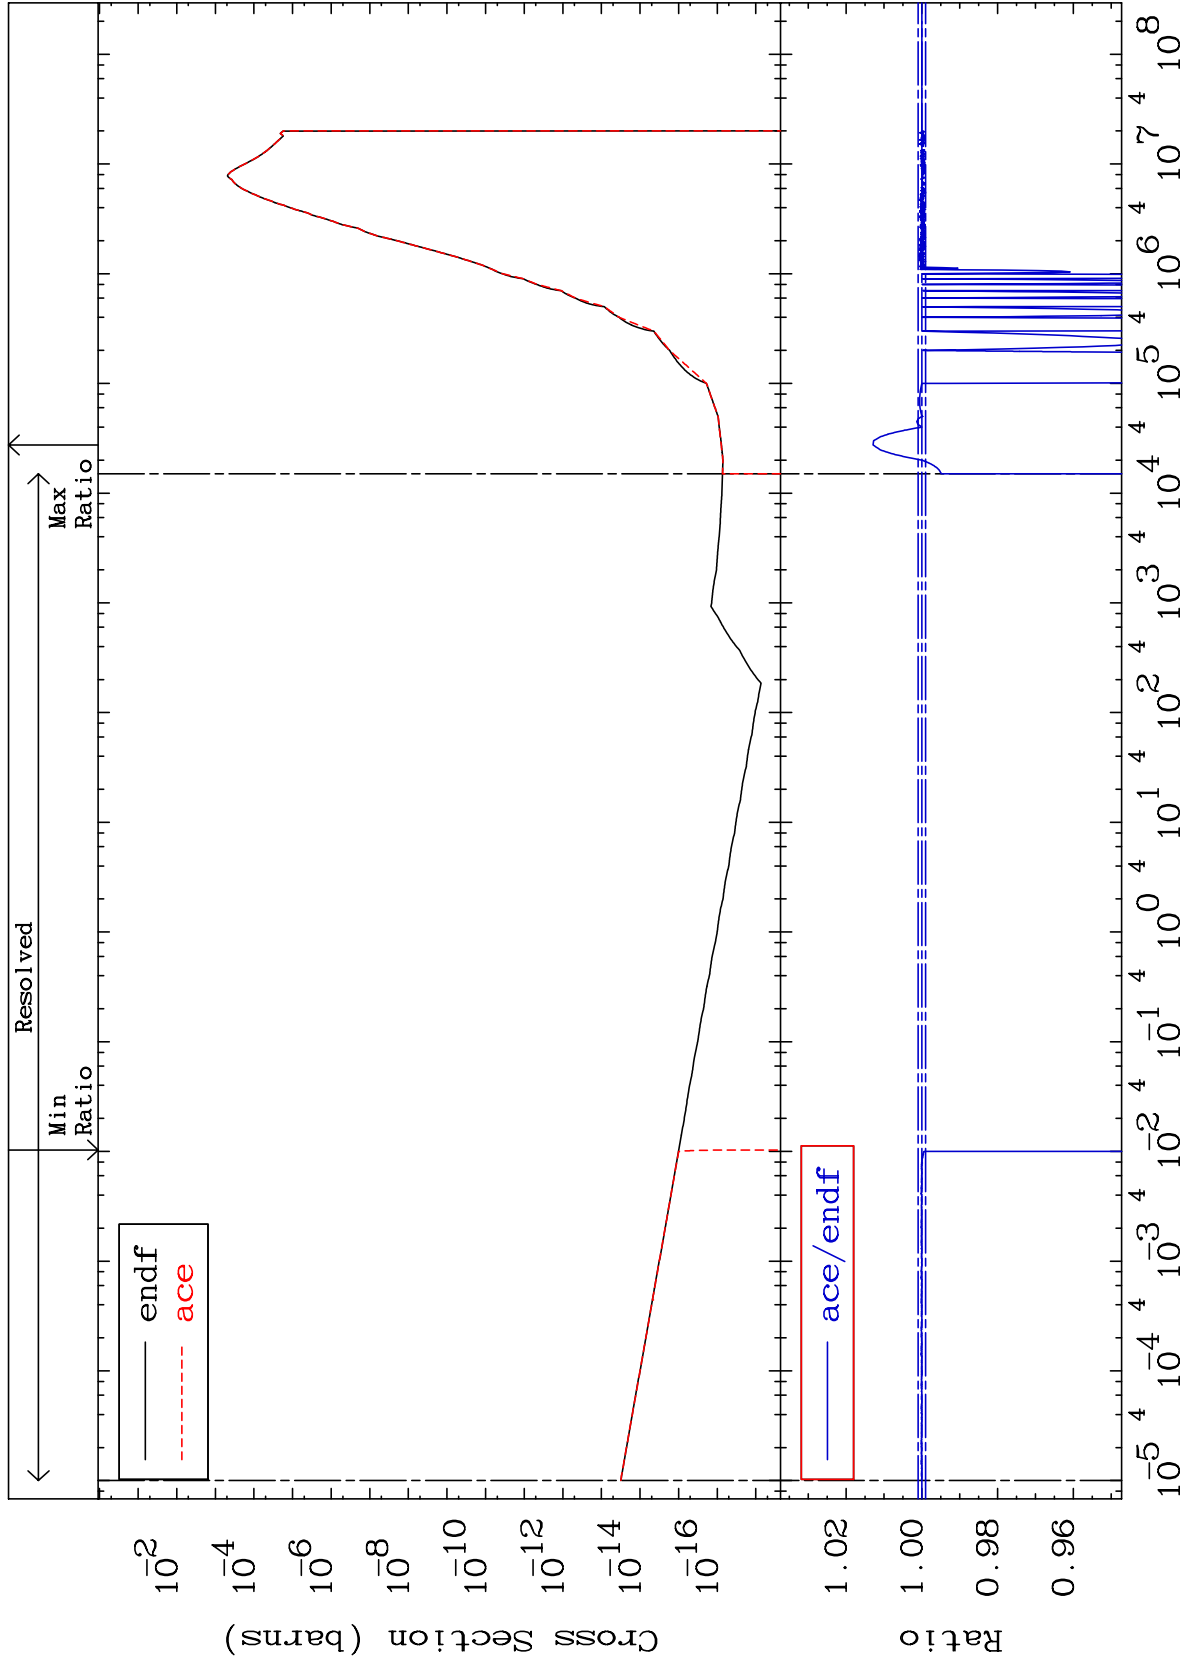 Resolved
Min
Ratio
Max
Ratio
endf
ace
Cross Section (barns)
10-2
10-4
10-6
10-8
10-10
10-12
10-14
10-16
ace/endf
Ratio
1.02
1.00
0.98
0.96
10-5 4 10-4 4 10-3 4 10-2 4 10-1 4 10 0 4 10 1 4 10 2 4 10 3 4 10 4 4 10 5 4 10 6 4 10 7 4 10 8